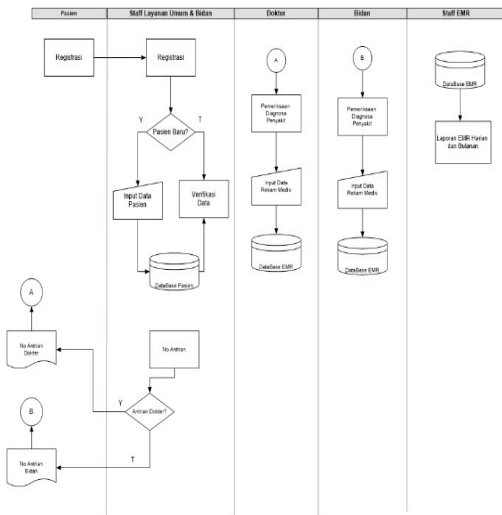 Pasien
Staff Layanan Umum & Bidan
Dokter
Bidan
Staff EMR
Registrasi
Registrasi
Y
T
Pasien Baru?
Input Data
Pasien
Verifikasi
Data
DataBase Pasien
A
No Antrian
Dokter
B
No Antrian
Bidan
No Antrian
Y
Antrian Dokter?
T
A
Pemeriksaan
Diagnosa
Penyakit
Input Data
Rekam Medis
DataBase EMR
B
Pemeriksaan
Diagnosa
Penyakit
Input Data
Rekam Medis
DataBase EMR
DataBase EMR
Laporan EMR Harian
dan Bulanan